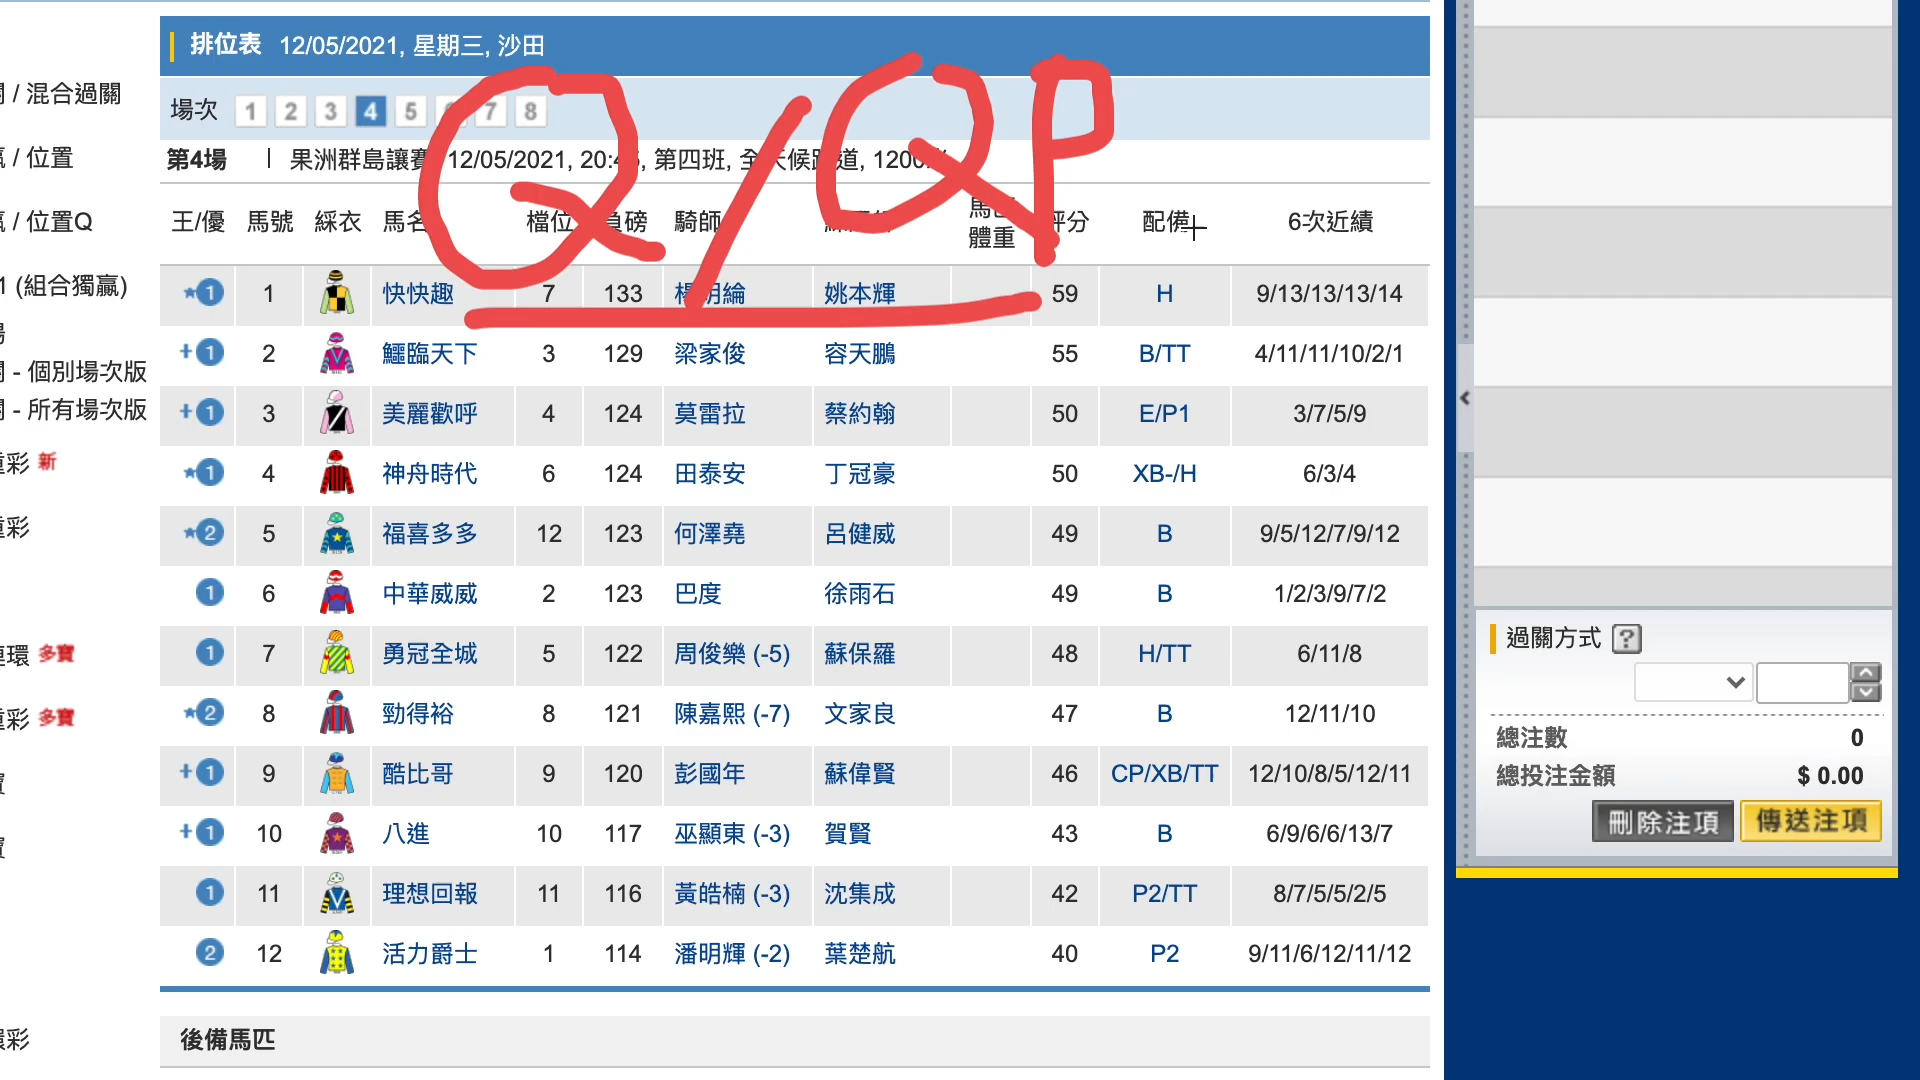 排位表 12/05/2021, 星期三, 沙田
場次 1 2 3 4 5 7 8
第4場 | 果洲群島讓賽 12/05/2021, 20:45, 第四班, 全天候跑道, 1200
Q/QP
王/優 馬號 綵衣 馬名 檔位 負磅 騎師 評分 配備 6次近績
體重
★1 1 快快趣 7 133 楊明綸 姚本輝 59 H 9/13/13/13/14
+1 2 鱷臨天下 3 129 梁家俊 容天鵬 55 B/TT 4/11/11/10/2/1
+1 3 美麗歡呼 4 124 莫雷拉 蔡約翰 50 E/P1 3/7/5/9
★1 4 神舟時代 6 124 田泰安 丁冠豪 50 XB-/H 6/3/4
★2 5 福喜多多 12 123 何澤堯 呂健威 49 B 9/5/12/7/9/12
1 6 中華威威 2 123 巴度 徐雨石 49 B 1/2/3/9/7/2
1 7 勇冠全城 5 122 周俊樂 (-5) 蘇保羅 48 H/TT 6/11/8
★2 8 勁得裕 8 121 陳嘉熙 (-7) 文家良 47 B 12/11/10
+1 9 酷比哥 9 120 彭國年 蘇偉賢 46 CP/XB/TT 12/10/8/5/12/11
+1 10 八進 10 117 巫顯東 (-3) 賀賢 43 B 6/9/6/6/13/7
1 11 理想回報 11 116 黃皓楠 (-3) 沈集成 42 P2/TT 8/7/5/5/2/5
2 12 活力爵士 1 114 潘明輝 (-2) 葉楚航 40 P2 9/11/6/12/11/12
後備馬匹
/ 混合過關
/ 位置
/ 位置Q
1 (組合獨贏)
- 個別場次版
- 所有場次版
彩 新
彩
環 多寶
彩 多寶
彩
過關方式 ?
總注數 0
總投注金額 $ 0.00
刪除注項 傳送注項